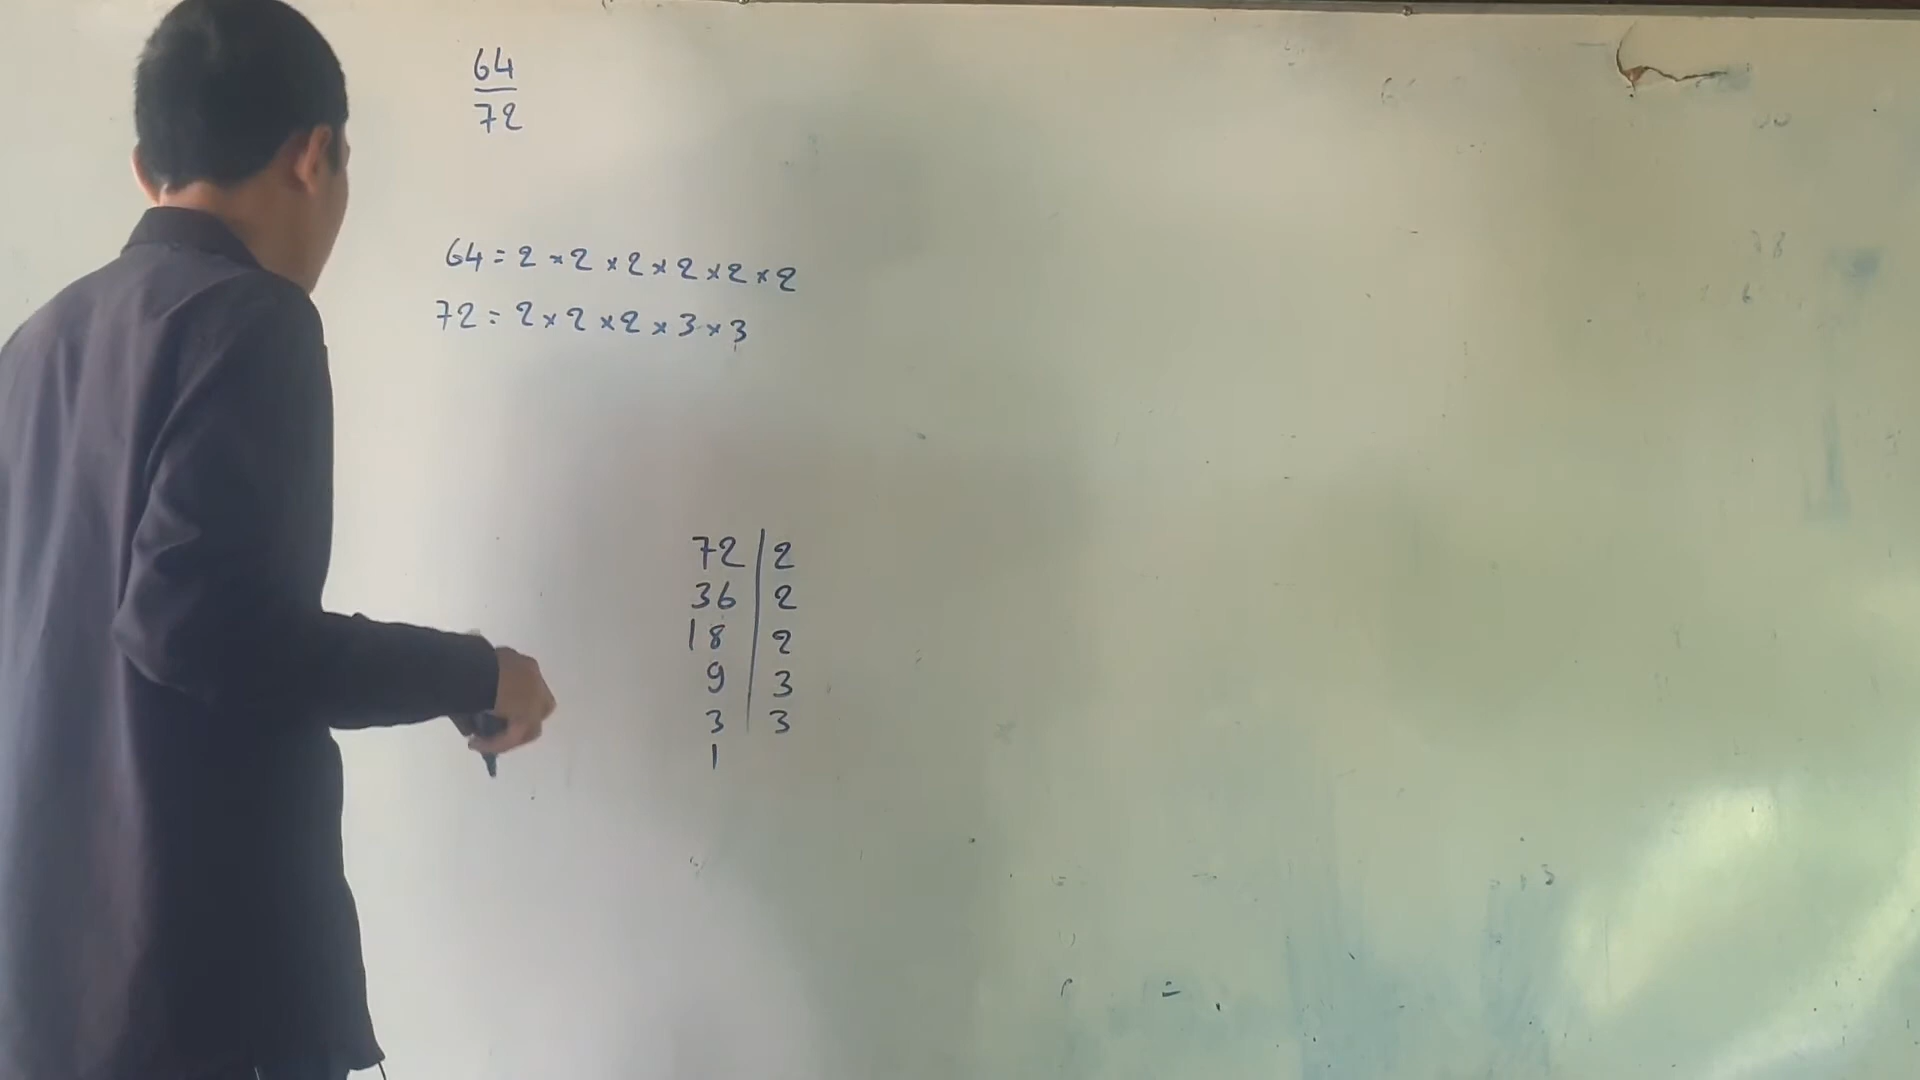 64
72
64 = 2 × 2 × 2 × 2 × 2 × 2
72 = 2 × 2 × 2 × 3 × 3
72 | 2
36 | 2
18 | 2
9 | 3
3 | 3
1